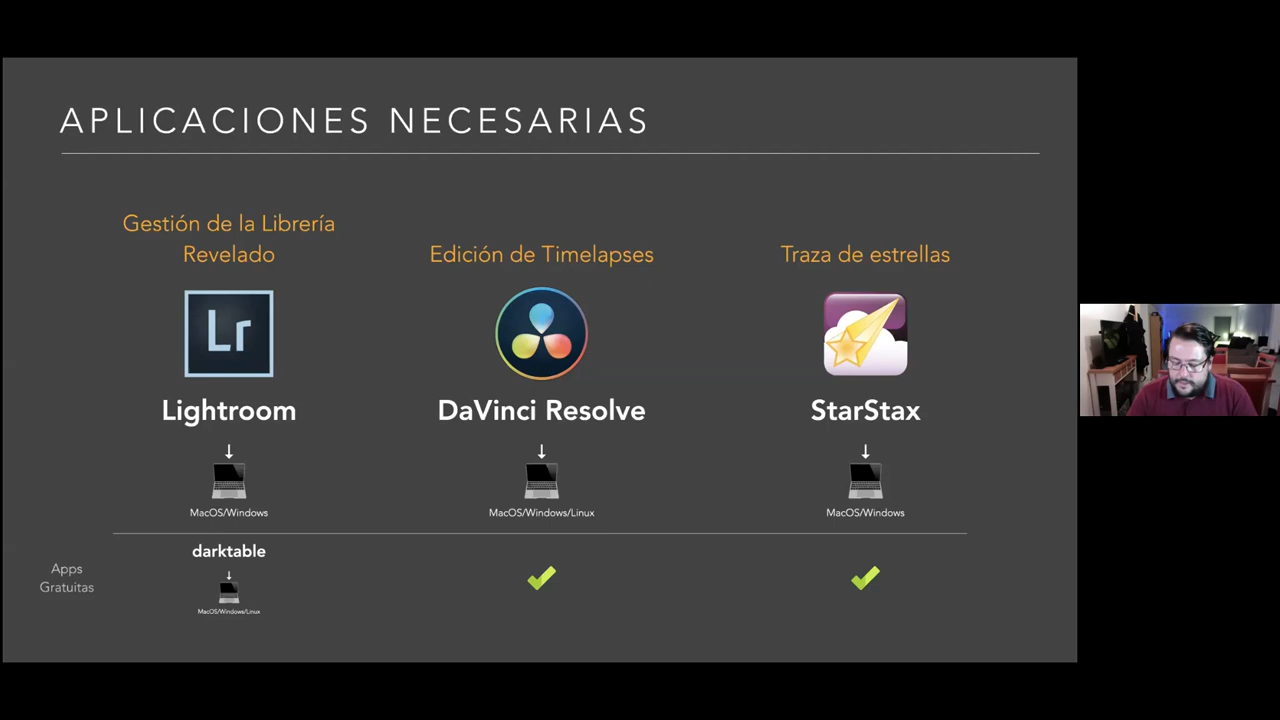 APLICACIONES NECESARIAS
Gestión de la Librería
Revelado
Lr
Lightroom
↓
MacOS/Windows
darktable
↓
MacOS/Windows/Linux
Edición de Timelapses
DaVinci Resolve
↓
MacOS/Windows/Linux
Traza de estrellas
StarStax
↓
MacOS/Windows
Apps
Gratuitas